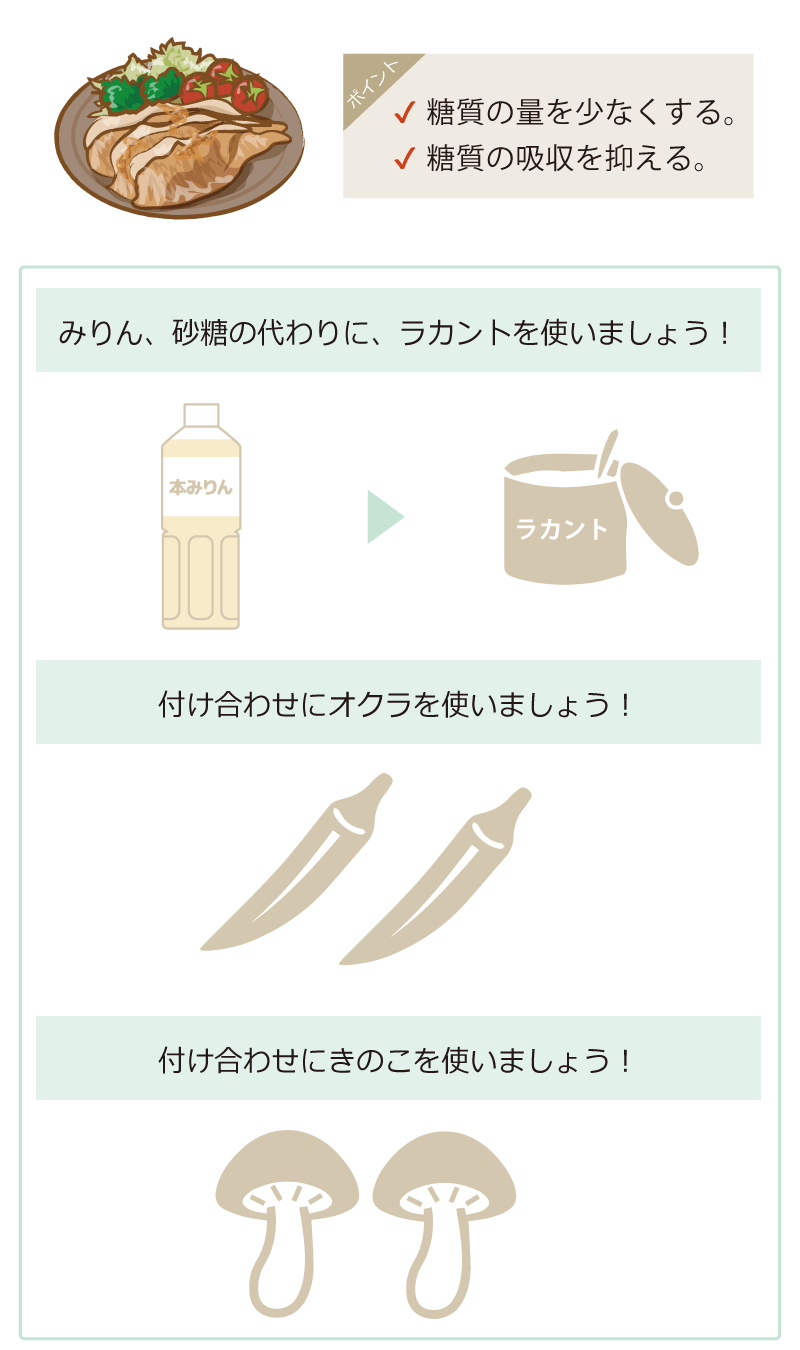 ポイント
✓ 糖質の量を少なくする。
✓ 糖質の吸収を抑える。
みりん、砂糖の代わりに、ラカントを使いましょう！
本みりん
ラカント
付け合わせにオクラを使いましょう！
付け合わせにきのこを使いましょう！